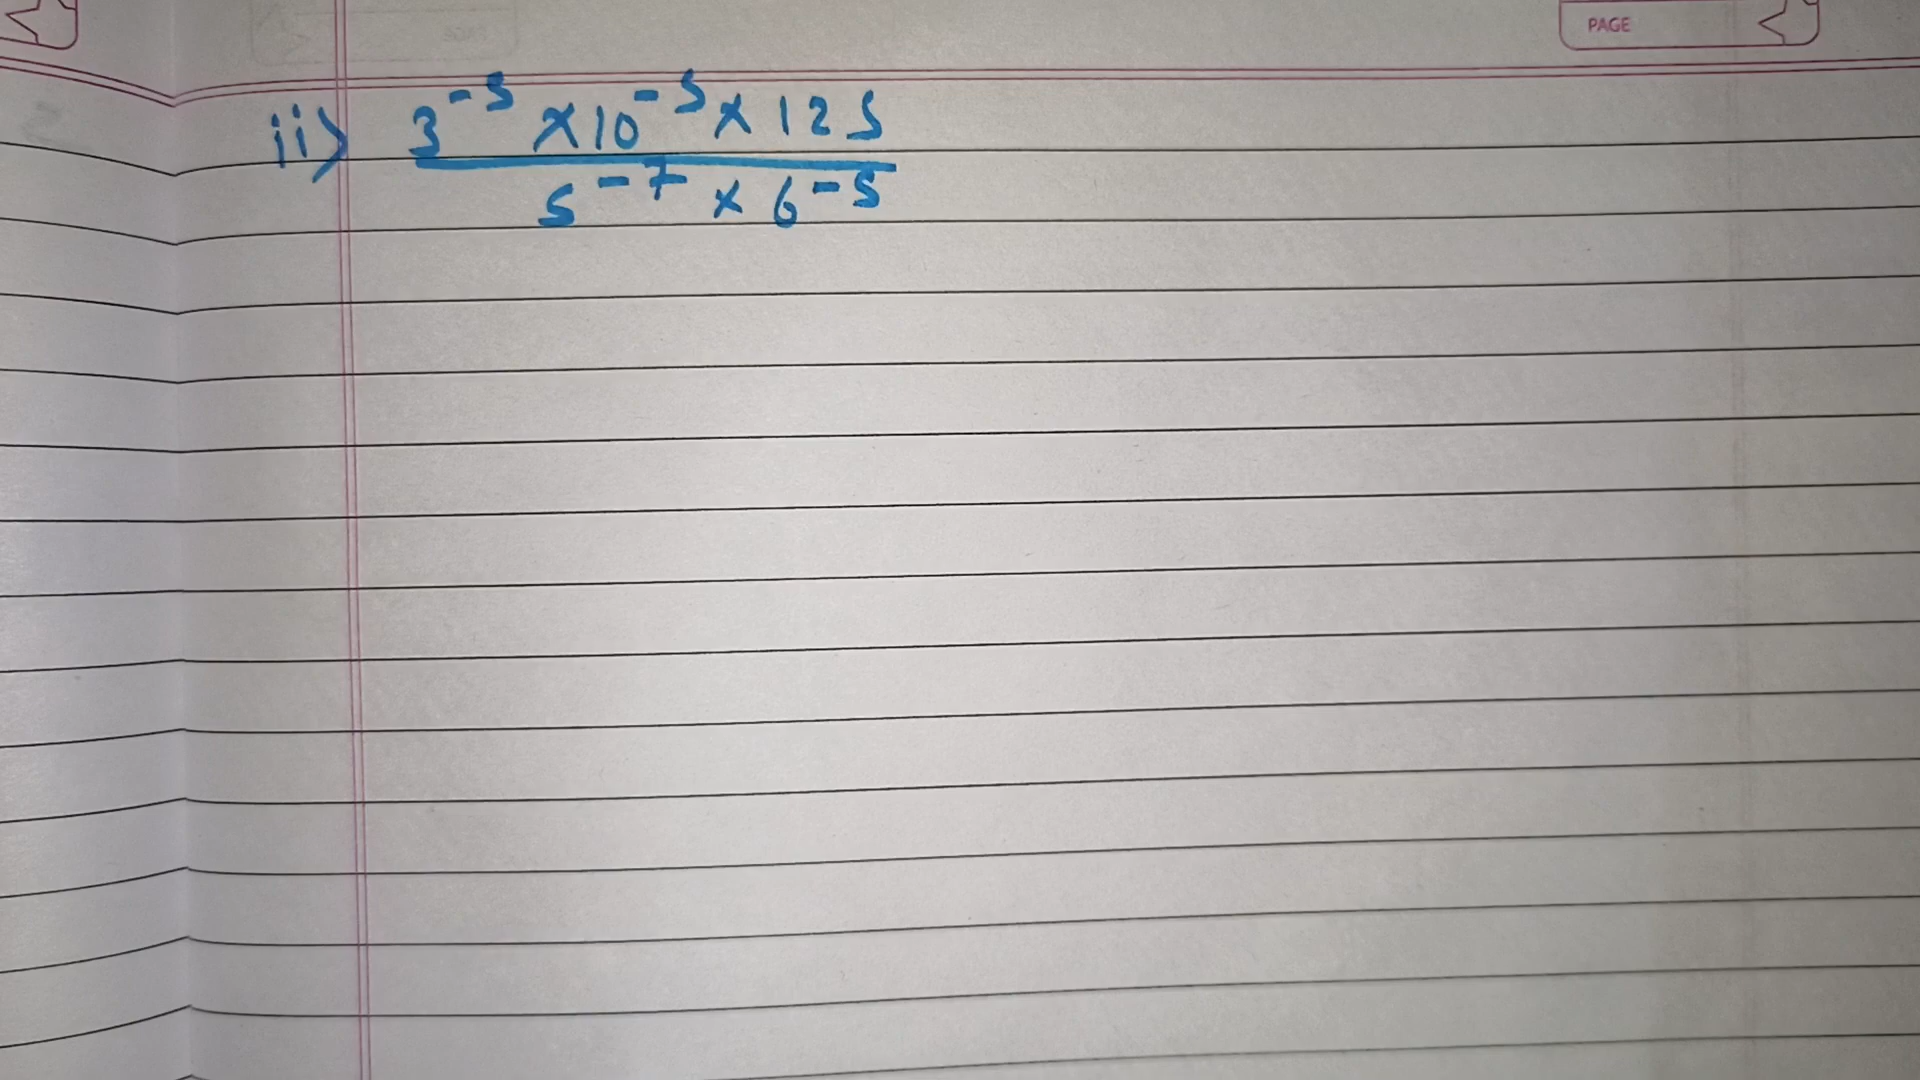 PAGE
ii) 3⁻⁵ × 10⁻⁵ × 125
5⁻⁷ × 6⁻⁵